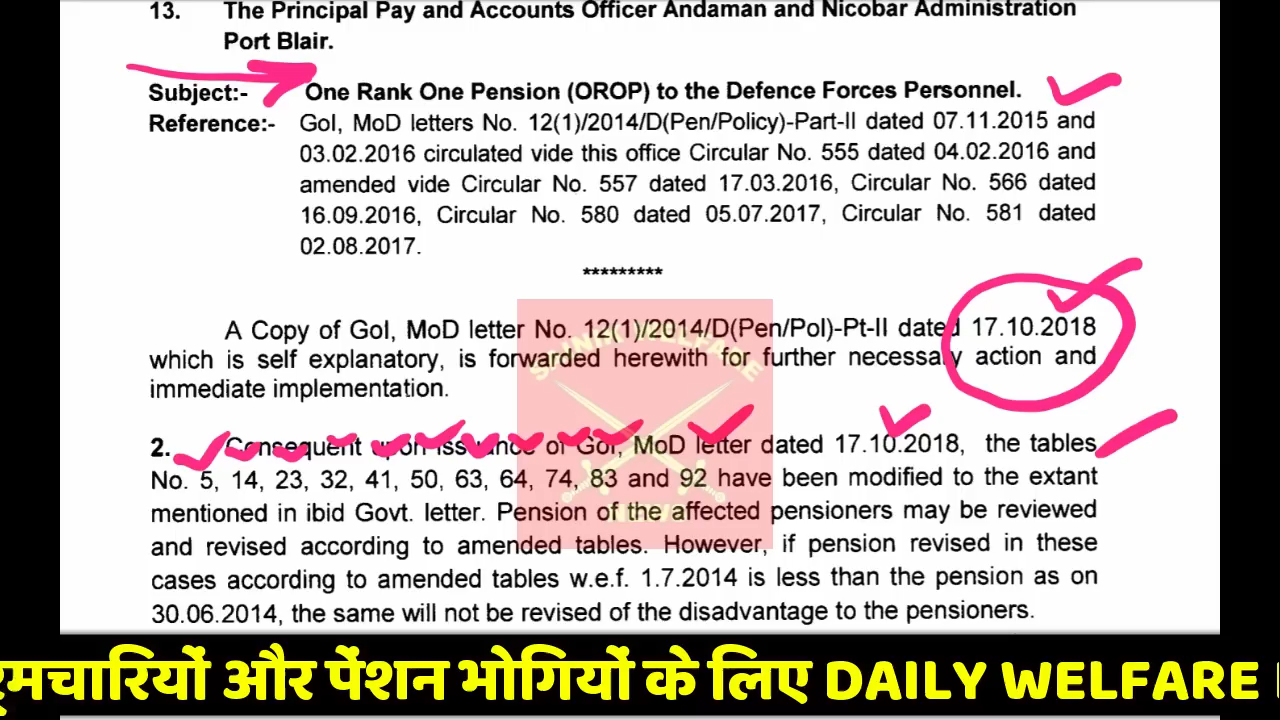 13. The Principal Pay and Accounts Officer Andaman and Nicobar Administration
Port Blair.
Subject:- One Rank One Pension (OROP) to the Defence Forces Personnel.
Reference:- GoI, MoD letters No. 12(1)/2014/D(Pen/Policy)-Part-II dated 07.11.2015 and
03.02.2016 circulated vide this office Circular No. 555 dated 04.02.2016 and
amended vide Circular No. 557 dated 17.03.2016, Circular No. 566 dated
16.09.2016, Circular No. 580 dated 05.07.2017, Circular No. 581 dated
02.08.2017.
*********
A Copy of GoI, MoD letter No. 12(1)/2014/D(Pen/Pol)-Pt-II dated 17.10.2018
which is self explanatory, is forwarded herewith for further necessary action and
immediate implementation.
2. Consequent upon issuance of GoI, MoD letter dated 17.10.2018, the tables
No. 5, 14, 23, 32, 41, 50, 63, 64, 74, 83 and 92 have been modified to the extant
mentioned in ibid Govt. letter. Pension of the affected pensioners may be reviewed
and revised according to amended tables. However, if pension revised in these
cases according to amended tables w.e.f. 1.7.2014 is less than the pension as on
30.06.2014, the same will not be revised of the disadvantage to the pensioners.
SAINIK WELFARE
NEWS
और पेंशन भोगियों के लिए DAILY WELFARE